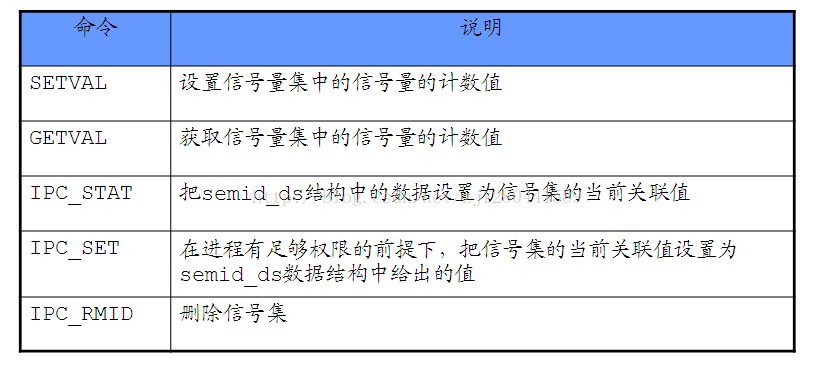 命令 说明
SETVAL 设置信号量集中的信号量的计数值
GETVAL 获取信号量集中的信号量的计数值
IPC_STAT 把semid_ds结构中的数据设置为信号集的当前关联值
IPC_SET 在进程有足够权限的前提下，把信号集的当前关联值设置为
semid_ds数据结构中给出的值
IPC_RMID 删除信号集